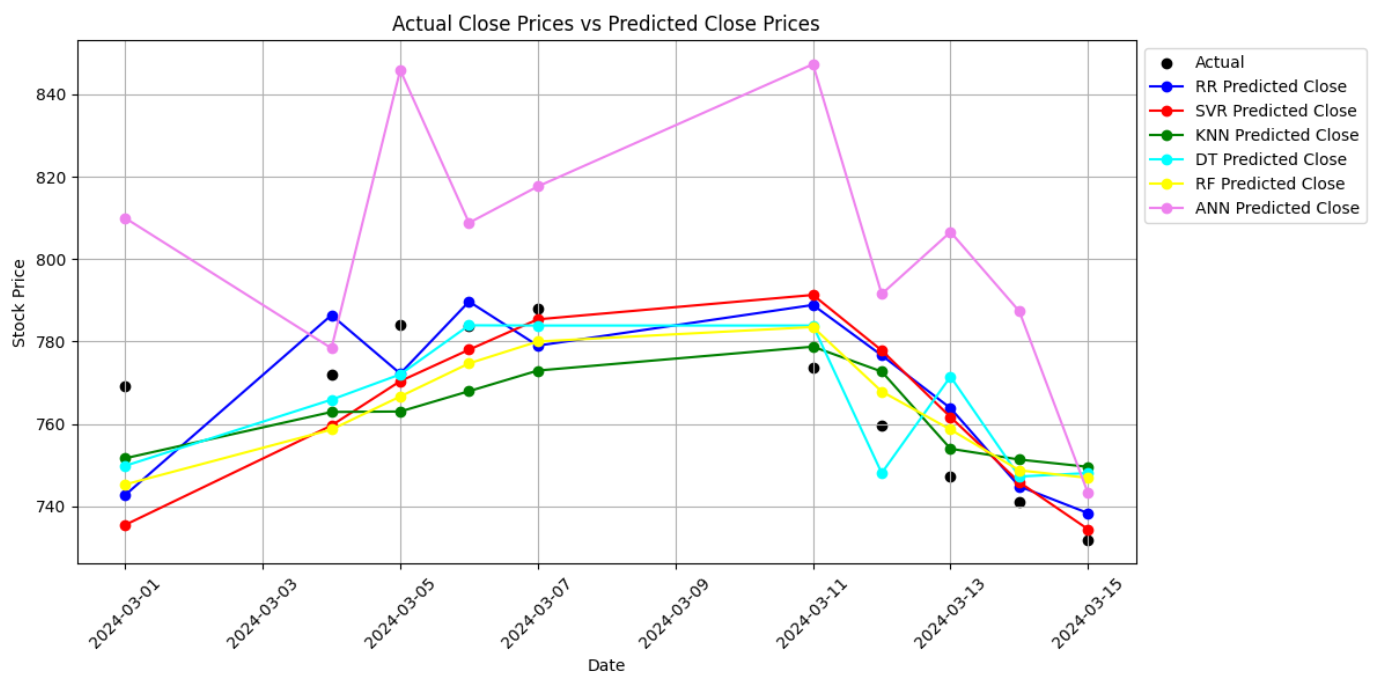 Actual Close Prices vs Predicted Close Prices
Actual
RR Predicted Close
SVR Predicted Close
KNN Predicted Close
DT Predicted Close
RF Predicted Close
ANN Predicted Close
Stock Price
840
820
800
780
760
740
2024-03-01
2024-03-03
2024-03-05
2024-03-07
2024-03-09
2024-03-11
2024-03-13
2024-03-15
Date